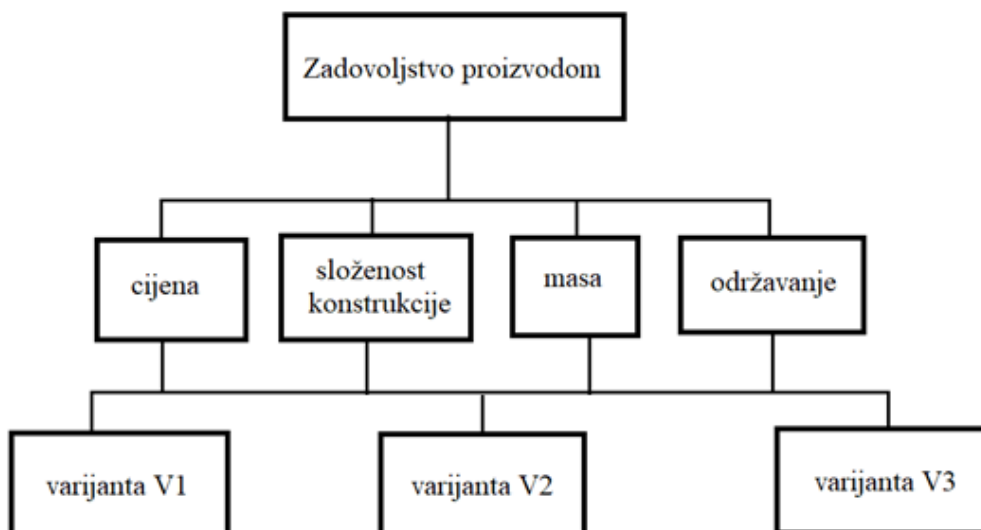 Zadovoljstvo proizvodom
cijena
složenost
konstrukcije
masa
održavanje
varijanta V1
varijanta V2
varijanta V3